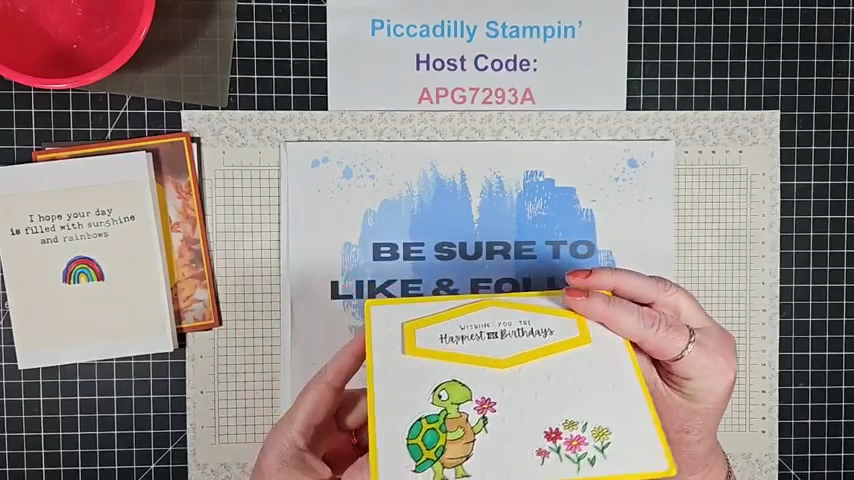 Piccadilly Stampin'
Host Code:
APG7293A
BE SURE TO
LIKE & FOLL
I hope your day
is filled with sunshine
and rainbows
WISHING YOU THE
Happiest OF Birthdays